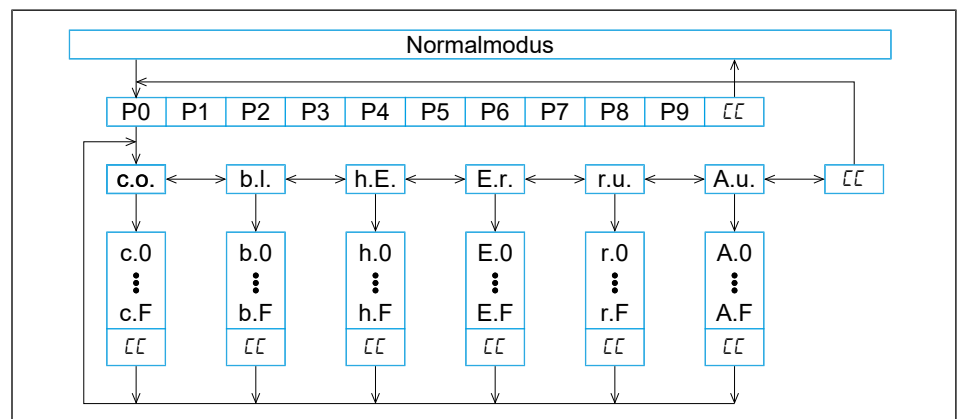 Normalmodus
P0 P1 P2 P3 P4 P5 P6 P7 P8 P9 CC
c.o. b.l. h.E. E.r. r.u. A.u. CC
c.0 b.0 h.0 E.0 r.0 A.0
c.F b.F h.F E.F r.F A.F
CC CC CC CC CC CC